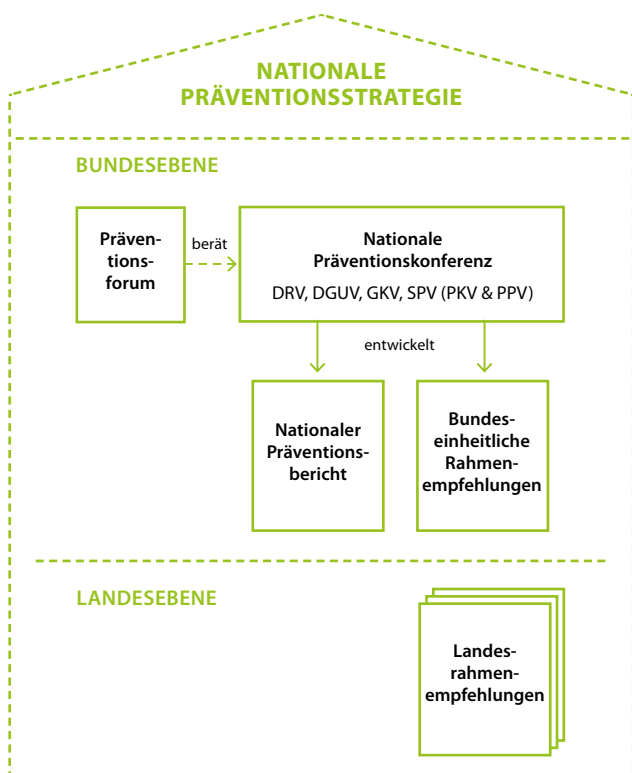 NATIONALE
PRÄVENTIONSSTRATEGIE
BUNDESEBENE
Präven-
tions-
forum
berät
Nationale
Präventionskonferenz
DRV, DGUV, GKV, SPV (PKV & PPV)
entwickelt
Nationaler
Präventions-
bericht
Bundes-
einheitliche
Rahmen-
empfehlungen
LANDESEBENE
Landes-
rahmen-
empfehlungen